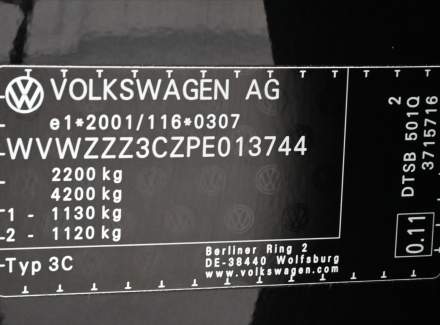 VOLKSWAGEN AG
e1*2001/116*0307
-WVWZZZ3CZPE013744
2200 kg
4200 kg
1 - 1130 kg
2 - 1120 kg
Typ 3C
Berliner Ring 2
DE-38440 Wolfsburg
www.volkswagen.com
2
DTSB 501Q
3715716
0.11